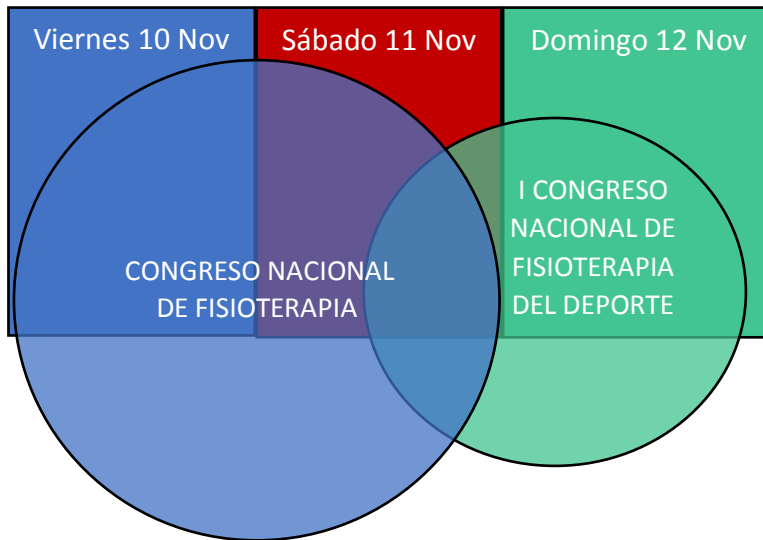 Viernes 10 Nov
Sábado 11 Nov
Domingo 12 Nov
CONGRESO NACIONAL
DE FISIOTERAPIA
I CONGRESO
NACIONAL DE
FISIOTERAPIA
DEL DEPORTE